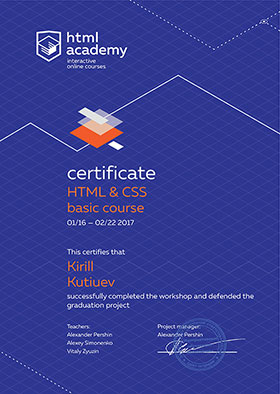 html
academy
interactive
online courses
certificate
HTML & CSS
basic course
01/16 — 02/22 2017
This certifies that
Kirill
Kutiuev
successfully completed the workshop and defended the
graduation project
Teachers:
Alexander Pershin
Alexey Simonenko
Vitaly Zyuzin
Project manager:
Alexander Pershin